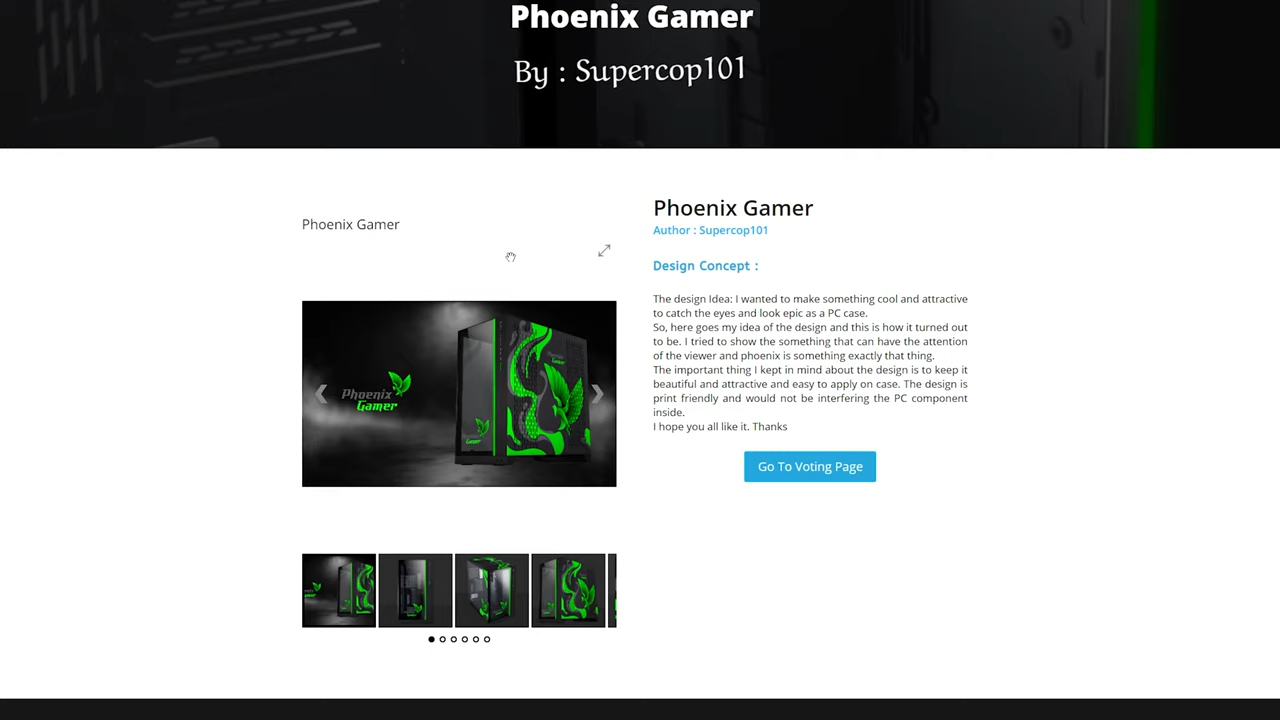 Phoenix Gamer
By : Supercop101
Phoenix Gamer
Phoenix
Gamer
Phoenix Gamer
Author : Supercop101
Design Concept :
The design Idea: I wanted to make something cool and attractive
to catch the eyes and look epic as a PC case.
So, here goes my idea of the design and this is how it turned out
to be. I tried to show the something that can have the attention
of the viewer and phoenix is something exactly that thing.
The important thing I kept in mind about the design is to keep it
beautiful and attractive and easy to apply on case. The design is
print friendly and would not be interfering the PC component
inside.
I hope you all like it. Thanks
Go To Voting Page